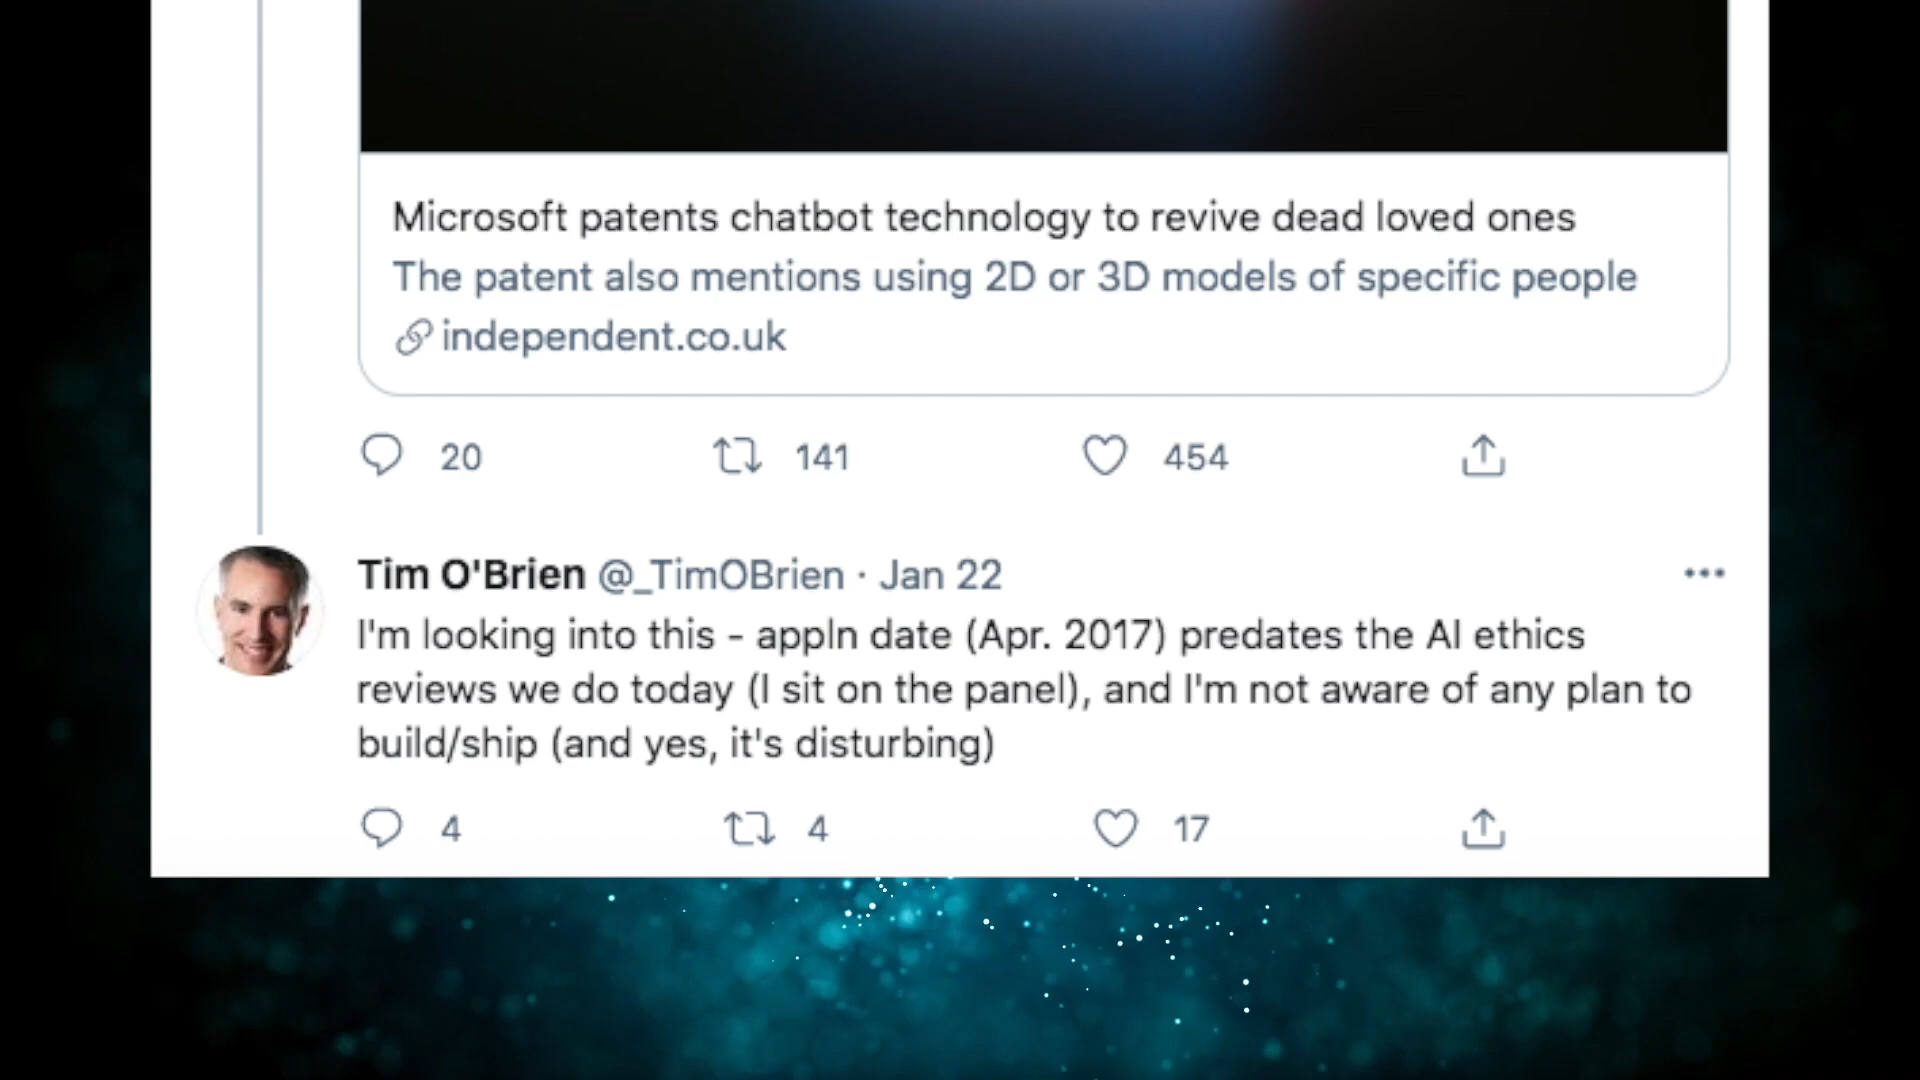 Microsoft patents chatbot technology to revive dead loved ones
The patent also mentions using 2D or 3D models of specific people
independent.co.uk
20 141 454
Tim O'Brien @_TimOBrien · Jan 22
I'm looking into this - appln date (Apr. 2017) predates the AI ethics
reviews we do today (I sit on the panel), and I'm not aware of any plan to
build/ship (and yes, it's disturbing)
4 4 17